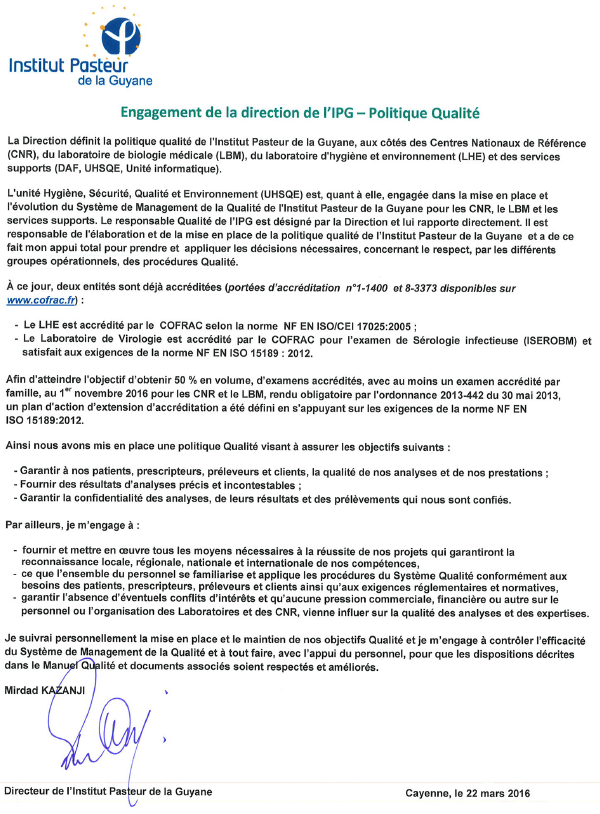 Institut Pasteur
de la Guyane
Engagement de la direction de l'IPG – Politique Qualité
La Direction définit la politique qualité de l'Institut Pasteur de la Guyane, aux côtés des Centres Nationaux de Référence
(CNR), du laboratoire de biologie médicale (LBM), du laboratoire d'hygiène et environnement (LHE) et des services
supports (DAF, UHSQE, Unité informatique).
L'unité Hygiène, Sécurité, Qualité et Environnement (UHSQE) est, quant à elle, engagée dans la mise en place et
l'évolution du Système de Management de la Qualité de l'Institut Pasteur de la Guyane pour les CNR, le LBM et les
services supports. Le responsable Qualité de l'IPG est désigné par la Direction et lui rapporte directement. Il est
responsable de l'élaboration et de la mise en place de la politique qualité de l'Institut Pasteur de la Guyane et a de ce
fait mon appui total pour prendre et appliquer les décisions nécessaires, concernant le respect, par les différents
groupes opérationnels, des procédures Qualité.
À ce jour, deux entités sont déjà accréditées (portées d'accréditation n°1-1400 et 8-3373 disponibles sur
www.cofrac.fr) :
- Le LHE est accrédité par le COFRAC selon la norme NF EN ISO/CEI 17025:2005 ;
- Le Laboratoire de Virologie est accrédité par le COFRAC pour l'examen de Sérologie infectieuse (ISEROBM) et
satisfait aux exigences de la norme NF EN ISO 15189 : 2012.
Afin d'atteindre l'objectif d'obtenir 50 % en volume, d'examens accrédités, avec au moins un examen accrédité par
famille, au 1er novembre 2016 pour les CNR et le LBM, rendu obligatoire par l'ordonnance 2013-442 du 30 mai 2013,
un plan d'action d'extension d'accréditation a été défini en s'appuyant sur les exigences de la norme NF EN
ISO 15189:2012.
Ainsi nous avons mis en place une politique Qualité visant à assurer les objectifs suivants :
- Garantir à nos patients, prescripteurs, préleveurs et clients, la qualité de nos analyses et de nos prestations ;
- Fournir des résultats d'analyses précis et incontestables ;
- Garantir la confidentialité des analyses, de leurs résultats et des prélèvements qui nous sont confiés.
Par ailleurs, je m'engage à :
- fournir et mettre en œuvre tous les moyens nécessaires à la réussite de nos projets qui garantiront la
reconnaissance locale, régionale, nationale et internationale de nos compétences,
- ce que l'ensemble du personnel se familiarise et applique les procédures du Système Qualité conformément aux
besoins des patients, prescripteurs, préleveurs et clients ainsi qu'aux exigences réglementaires et normatives,
- garantir l'absence d'éventuels conflits d'intérêts et qu'aucune pression commerciale, financière ou autre sur le
personnel ou l'organisation des Laboratoires et des CNR, vienne influer sur la qualité des analyses et des expertises.
Je suivrai personnellement la mise en place et le maintien de nos objectifs Qualité et je m'engage à contrôler l'efficacité
du Système de Management de la Qualité et à tout faire, avec l'appui du personnel, pour que les dispositions décrites
dans le Manuel Qualité et documents associés soient respectés et améliorés.
Mirdad KAZANJI
Directeur de l'Institut Pasteur de la Guyane
Cayenne, le 22 mars 2016